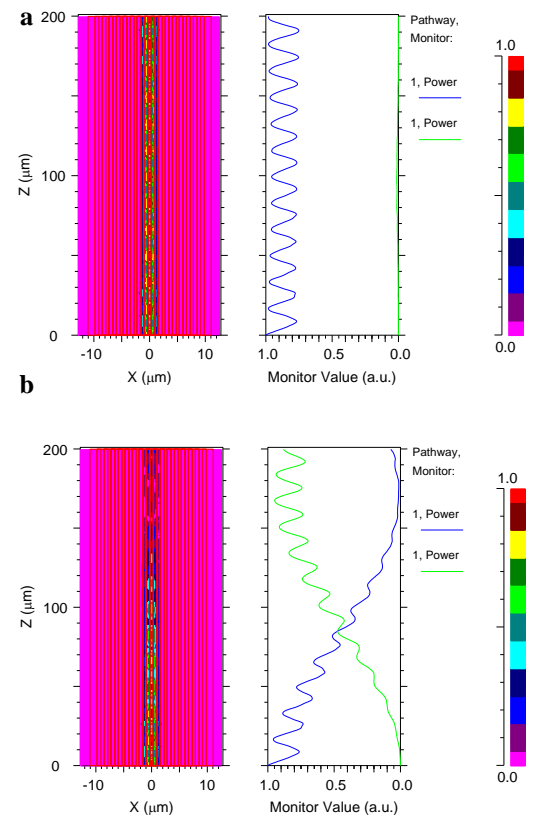 a
200
100
0
Z (μm)
-10
0
10
X (μm)
1.0
0.5
0.0
Monitor Value (a.u.)
Pathway,
Monitor:
1, Power
1, Power
1.0
0.0
b
200
100
0
Z (μm)
-10
0
10
X (μm)
1.0
0.5
0.0
Monitor Value (a.u.)
Pathway,
Monitor:
1, Power
1, Power
1.0
0.0